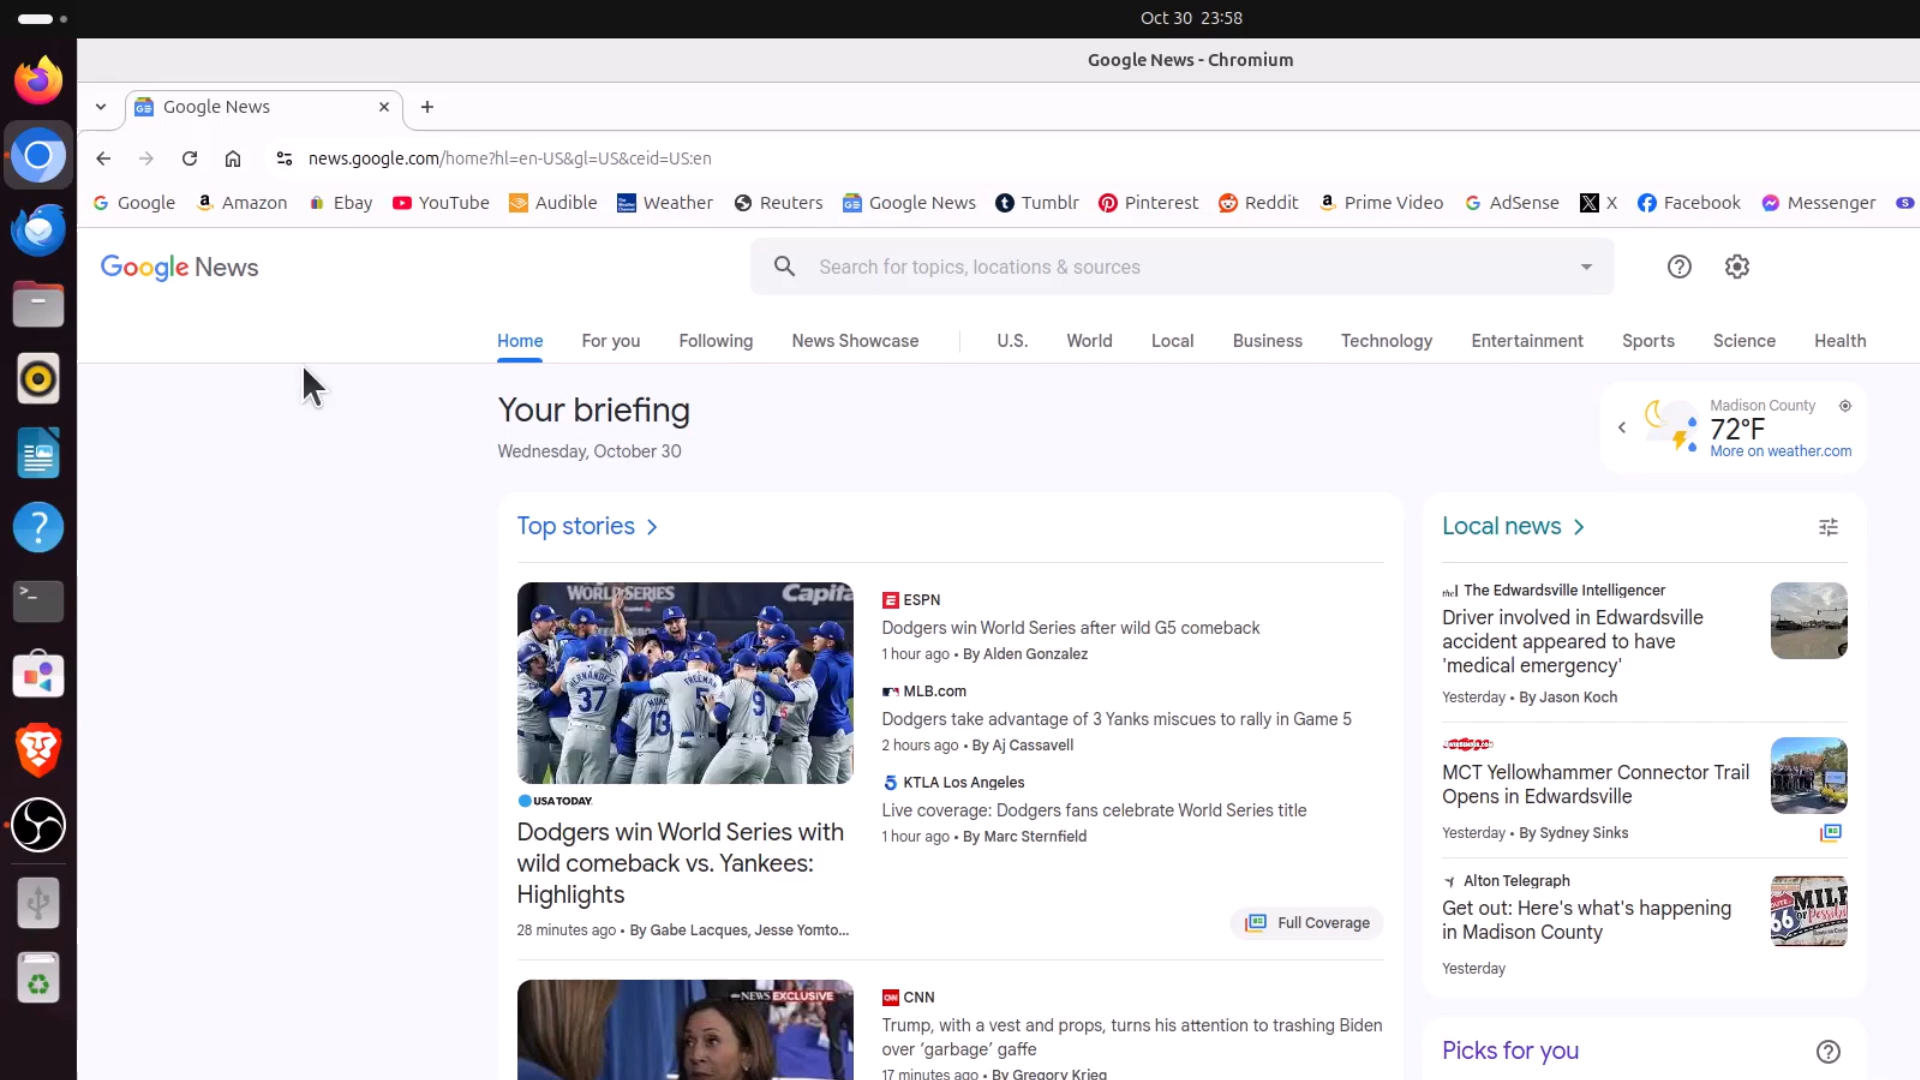 Oct 30 23:58
Google News - Chromium
Google News
news.google.com/home?hl=en-US&gl=US&ceid=US:en
Google Amazon Ebay YouTube Audible Weather Reuters Google News Tumblr Pinterest Reddit Prime Video AdSense X Facebook Messenger
Google News
Search for topics, locations & sources
Home For you Following News Showcase U.S. World Local Business Technology Entertainment Sports Science Health
Your briefing
Wednesday, October 30
Madison County
72°F
More on weather.com
Top stories
WORLD SERIES
Capita
HERNÁNDEZ
37
13
FREEMAN
5
9
USA TODAY
Dodgers win World Series with
wild comeback vs. Yankees:
Highlights
28 minutes ago • By Gabe Lacques, Jesse Yomto...
ESPN
Dodgers win World Series after wild G5 comeback
1 hour ago • By Alden Gonzalez
MLB.com
Dodgers take advantage of 3 Yanks miscues to rally in Game 5
2 hours ago • By Aj Cassavell
KTLA Los Angeles
Live coverage: Dodgers fans celebrate World Series title
1 hour ago • By Marc Sternfield
Full Coverage
NEWS EXCLUSIVE
CNN
Trump, with a vest and props, turns his attention to trashing Biden
over ‘garbage’ gaffe
17 minutes ago • By Gregory Krieg
Local news
The Edwardsville Intelligencer
Driver involved in Edwardsville
accident appeared to have
'medical emergency'
Yesterday • By Jason Koch
MCT Yellowhammer Connector Trail
Opens in Edwardsville
Yesterday • By Sydney Sinks
Alton Telegraph
Get out: Here's what's happening
in Madison County
Yesterday
ROUTE
66
MILE
Picks for you